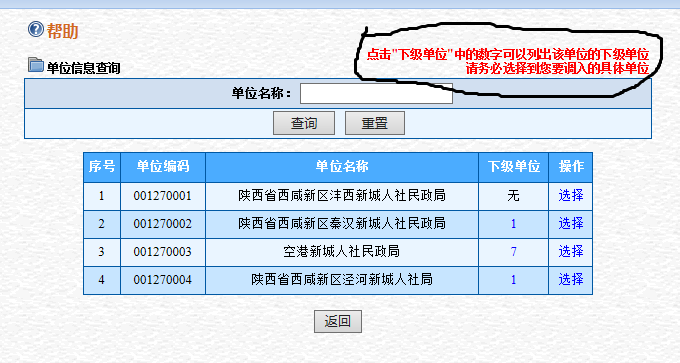 帮助
点击"下级单位"中的数字可以列出该单位的下级单位
请务必选择到您要调入的具体单位
单位信息查询
单位名称：
查询 重置
序号 单位编码 单位名称 下级单位 操作
1 001270001 陕西省西咸新区沣西新城人社民政局 无 选择
2 001270002 陕西省西咸新区秦汉新城人社民政局 1 选择
3 001270003 空港新城人社民政局 7 选择
4 001270004 陕西省西咸新区泾河新城人社局 1 选择
返回